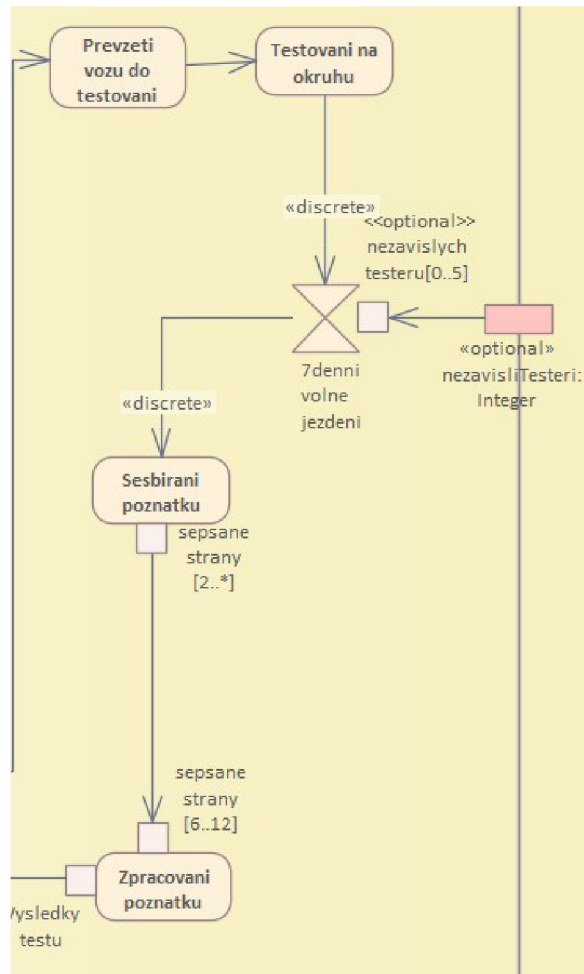 Prevzeti
vozu do
testovani
Testovani na
okruhu
«discrete»
<<optional>>
nezavislych
testeru[0..5]
«optional»
nezavisliTesteri:
Integer
7denni
volne
jezdeni
«discrete»
Sesbirani
poznatku
sepsane
strany
[2..*]
sepsane
strany
[6..12]
Zpracovani
poznatku
Vysledky
testu